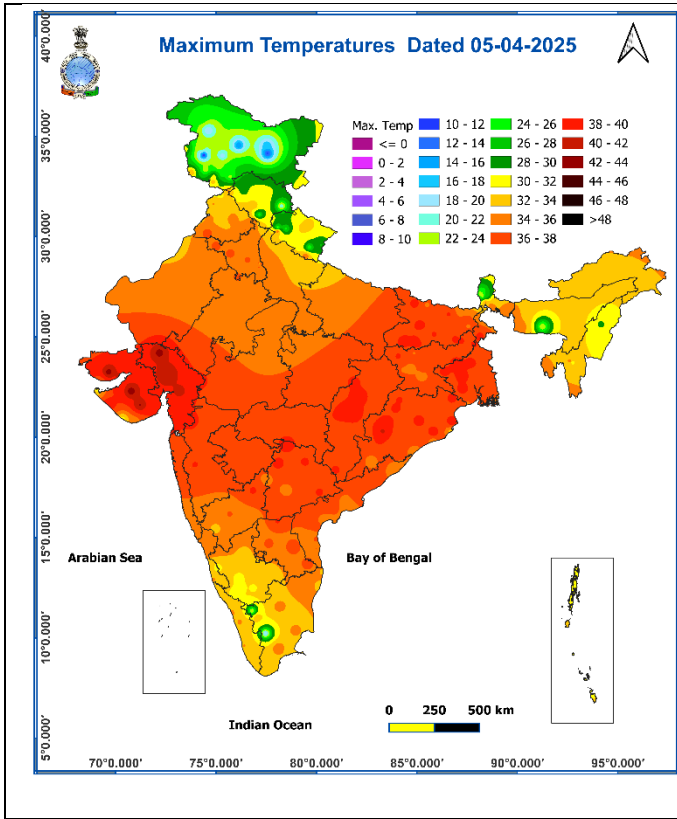 Maximum Temperatures Dated 05-04-2025
Max. Temp
<= 0
0 - 2
2 - 4
4 - 6
6 - 8
8 - 10
10 - 12
12 - 14
14 - 16
16 - 18
18 - 20
20 - 22
22 - 24
24 - 26
26 - 28
28 - 30
30 - 32
32 - 34
34 - 36
36 - 38
38 - 40
40 - 42
42 - 44
44 - 46
46 - 48
>48
40°0.000'
35°0.000'
30°0.000'
25°0.000'
20°0.000'
15°0.000'
10°0.000'
5°0.000'
Arabian Sea
Bay of Bengal
Indian Ocean
0 250 500 km
70°0.000' 75°0.000' 80°0.000' 85°0.000' 90°0.000' 95°0.000'